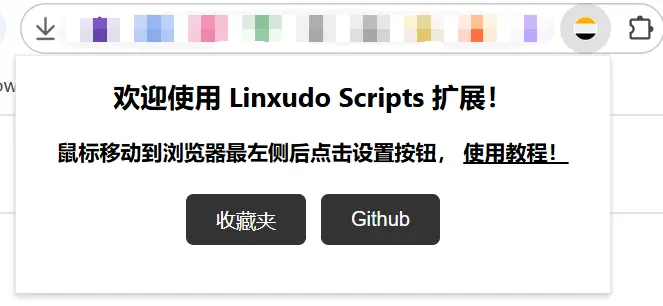 ow
欢迎使用 Linxudo Scripts 扩展！
鼠标移动到浏览器最左侧后点击设置按钮， 使用教程！
收藏夹 Github